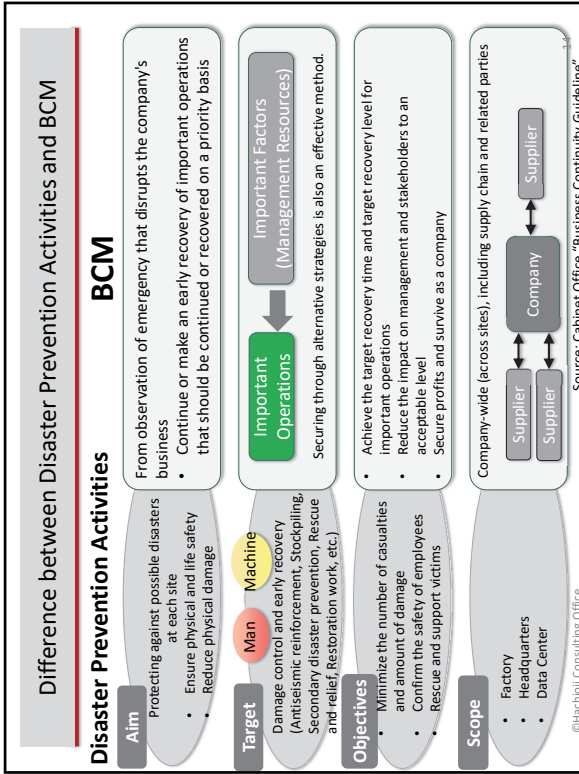 Difference between Disaster Prevention Activities and BCM
Disaster Prevention Activities
BCM
Aim
Protecting against possible disasters
at each site
• Ensure physical and life safety
• Reduce physical damage
From observation of emergency that disrupts the company's
business
• Continue or make an early recovery of important operations
that should be continued or recovered on a priority basis
Target
Man
Machine
Damage control and early recovery
(Antiseismic reinforcement, Stockpiling,
Secondary disaster prevention, Rescue
and relief, Restoration work, etc.)
Important
Operations
Important Factors
(Management Resources)
Securing through alternative strategies is also an effective method.
Objectives
• Minimize the number of casualties
and amount of damage
• Confirm the safety of employees
• Rescue and support victims
• Achieve the target recovery time and target recovery level for
important operations
• Reduce the impact on management and stakeholders to an
acceptable level
• Secure profits and survive as a company
Scope
• Factory
• Headquarters
• Data Center
Company-wide (across sites), including supply chain and related parties
Supplier
Supplier
Company
Supplier
Source: Cabinet Office "Business Continuity Guideline"
©Hachioji Consulting Office
14